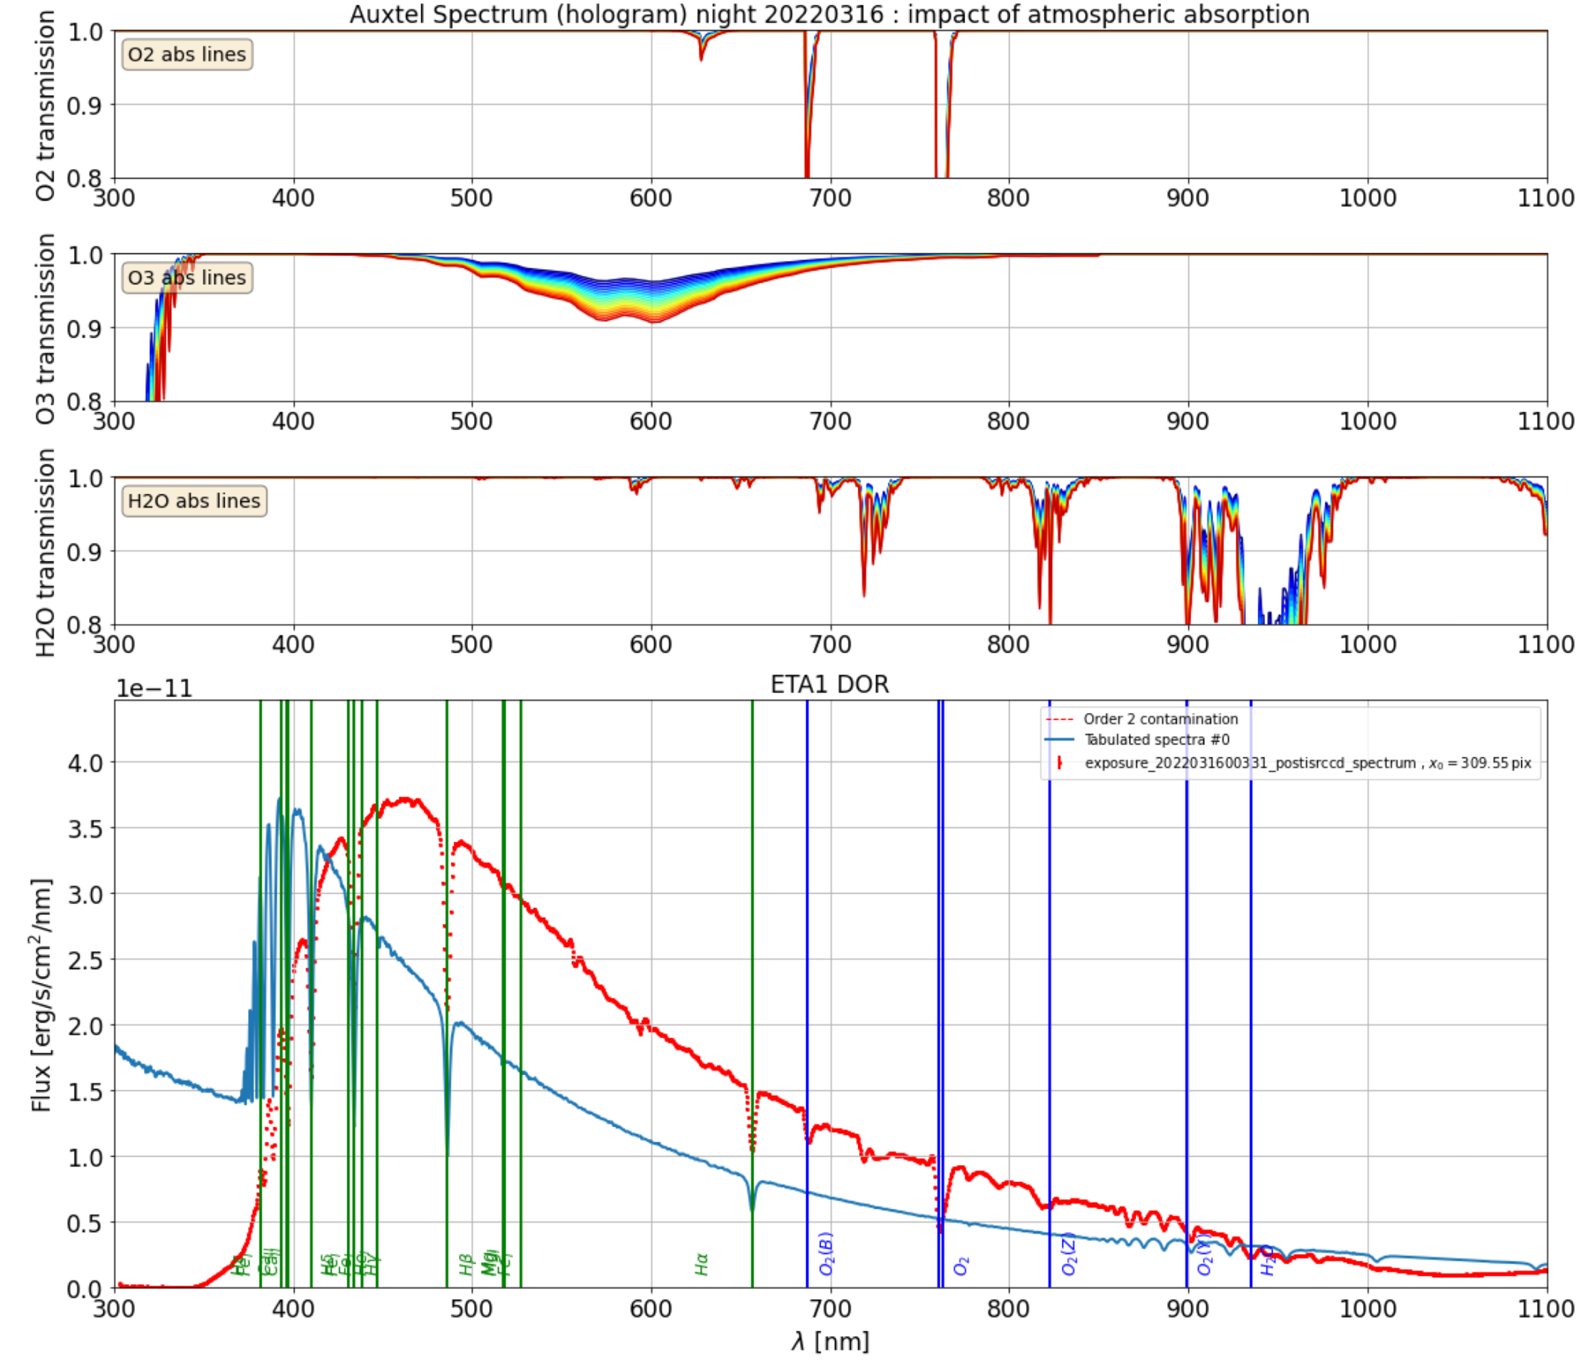 Auxtel Spectrum (hologram) night 20220316 : impact of atmospheric absorption
O2 transmission
1.0
0.9
0.8
O2 abs lines
300 400 500 600 700 800 900 1000 1100
O3 transmission
1.0
0.9
0.8
O3 abs lines
300 400 500 600 700 800 900 1000 1100
H2O transmission
1.0
0.9
0.8
H2O abs lines
300 400 500 600 700 800 900 1000 1100
1e−11
ETA1 DOR
Order 2 contamination
Tabulated spectra #0
exposure_2022031600331_postisrccd_spectrum , x₀ = 309.55 pix
Flux [erg/s/cm²/nm]
4.0
3.5
3.0
2.5
2.0
1.5
1.0
0.5
0.0
Hβ
Hα
O₂(B)
O₂
O₂(Z)
O₂(Y)
300 400 500 600 700 800 900 1000 1100
λ [nm]